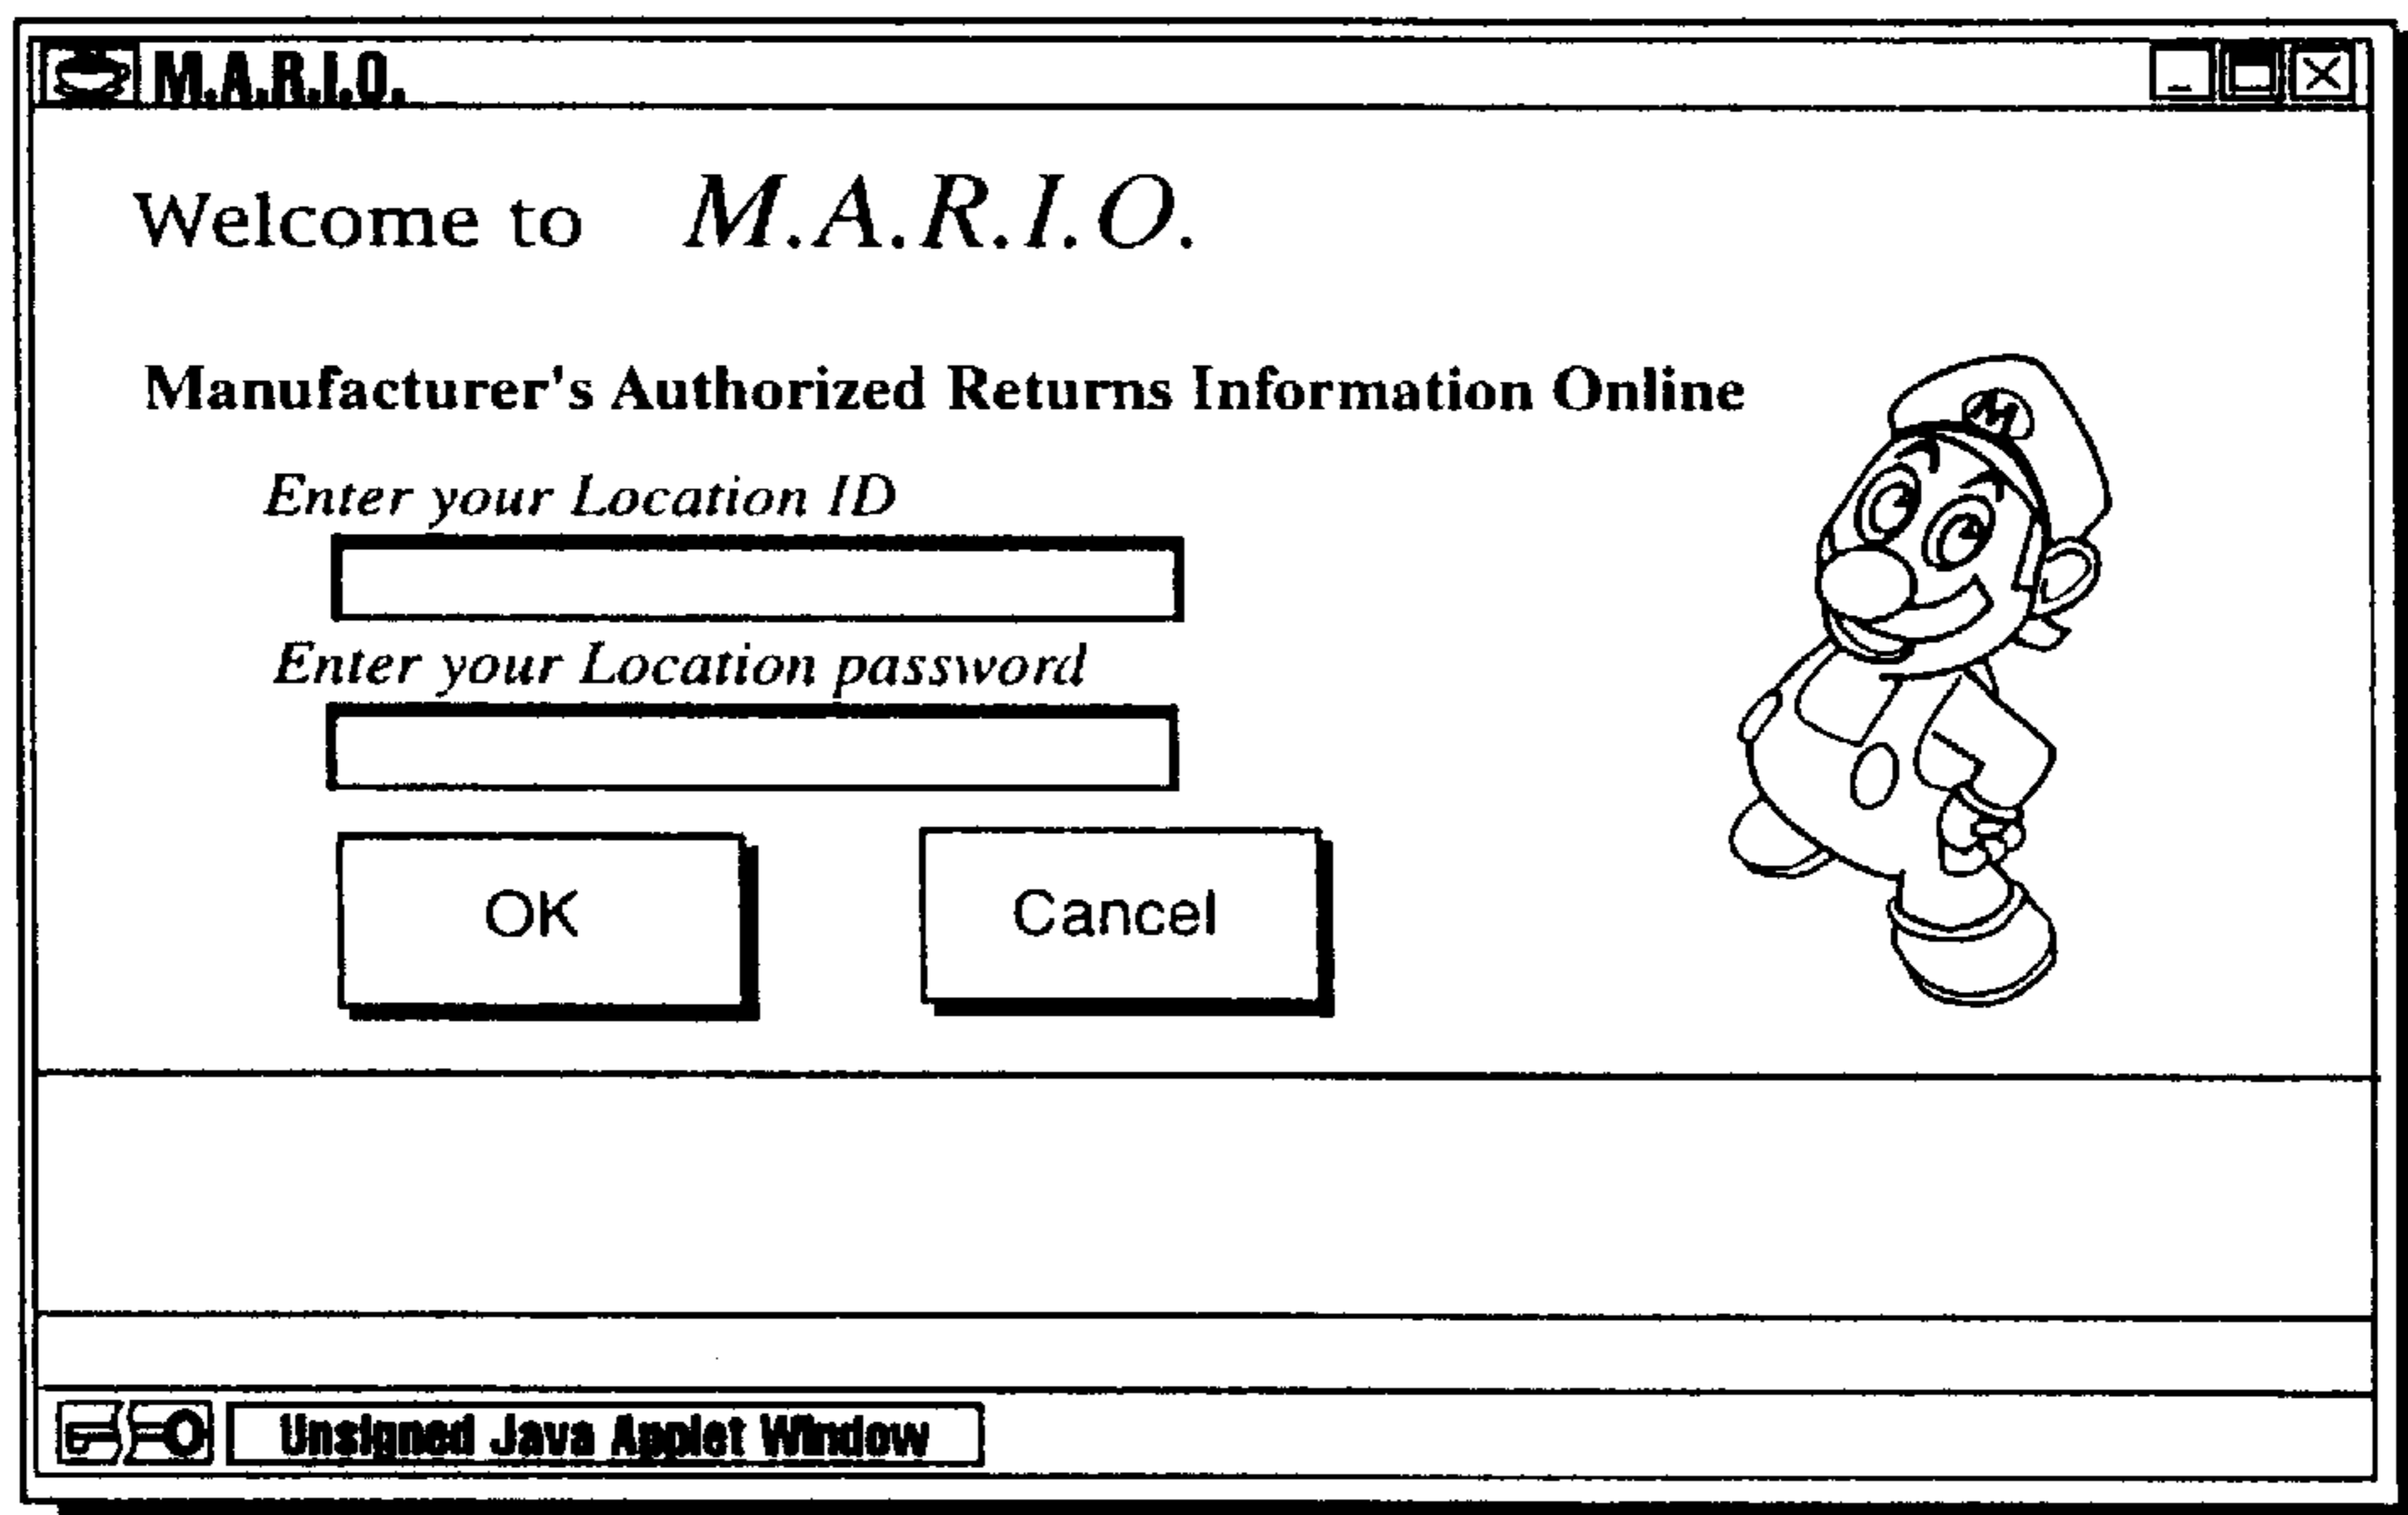 M.A.R.I.O.
Welcome to M.A.R.I.O.
Manufacturer's Authorized Returns Information Online
M
Enter your Location ID
Enter your Location password
OK Cancel
Unsigned Java Applet Window